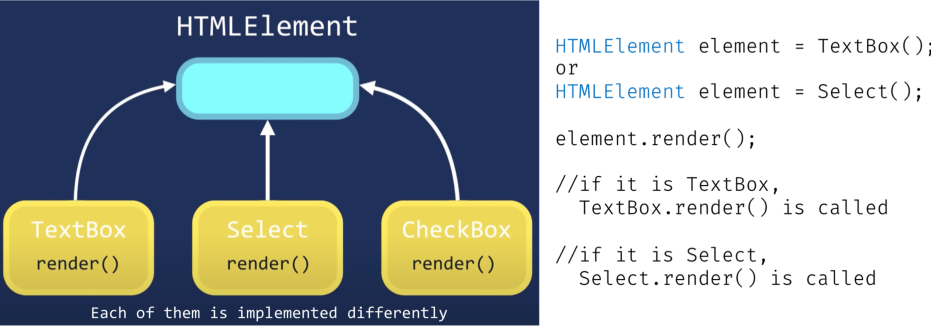 HTMLElement
TextBox
render()
Select
render()
CheckBox
render()
Each of them is implemented differently
HTMLElement element = TextBox();
or
HTMLElement element = Select();
element.render();
//if it is TextBox,
TextBox.render() is called
//if it is Select,
Select.render() is called